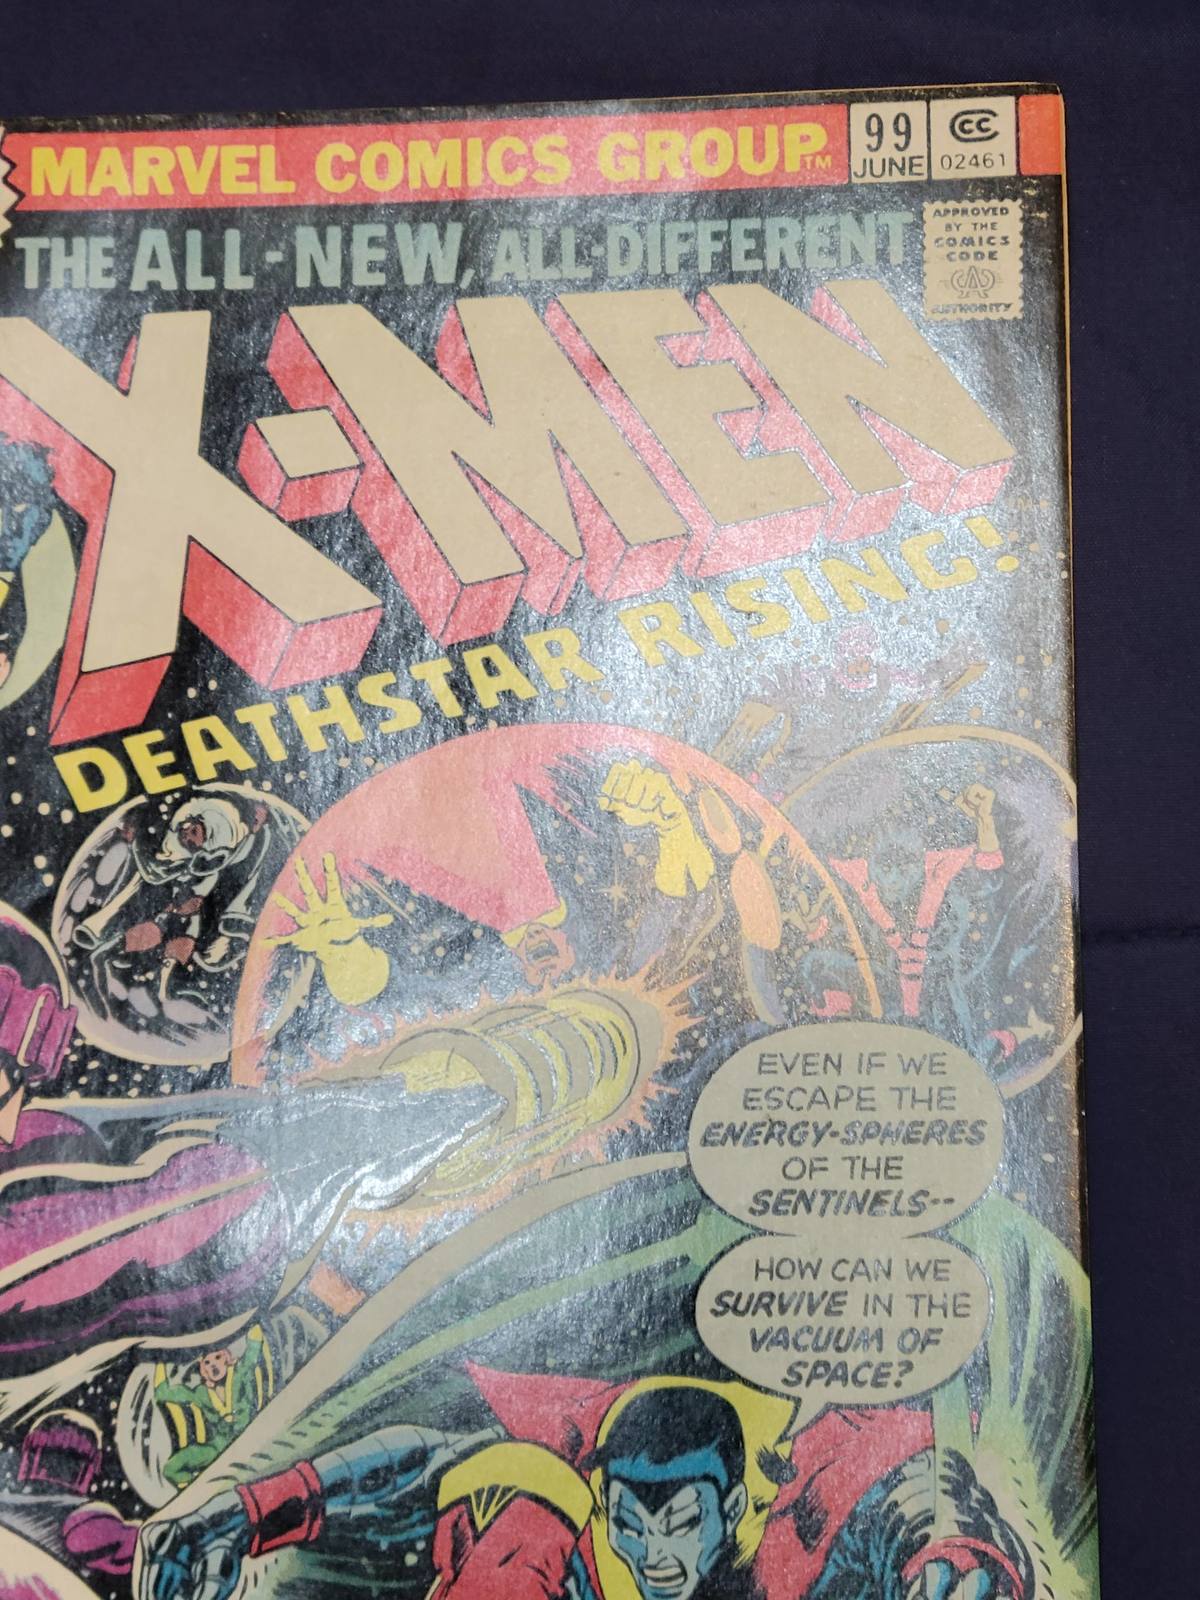 MARVEL COMICS GROUP TM
99
JUNE
CC
02461
APPROVED
BY THE
COMICS
CODE
CA
AUTHORITY
THE ALL-NEW, ALL-DIFFERENT
X-MEN
DEATHSTAR RISING!
EVEN IF WE
ESCAPE THE
ENERGY-SPHERES
OF THE
SENTINELS--
HOW CAN WE
SURVIVE IN THE
VACUUM OF
SPACE?